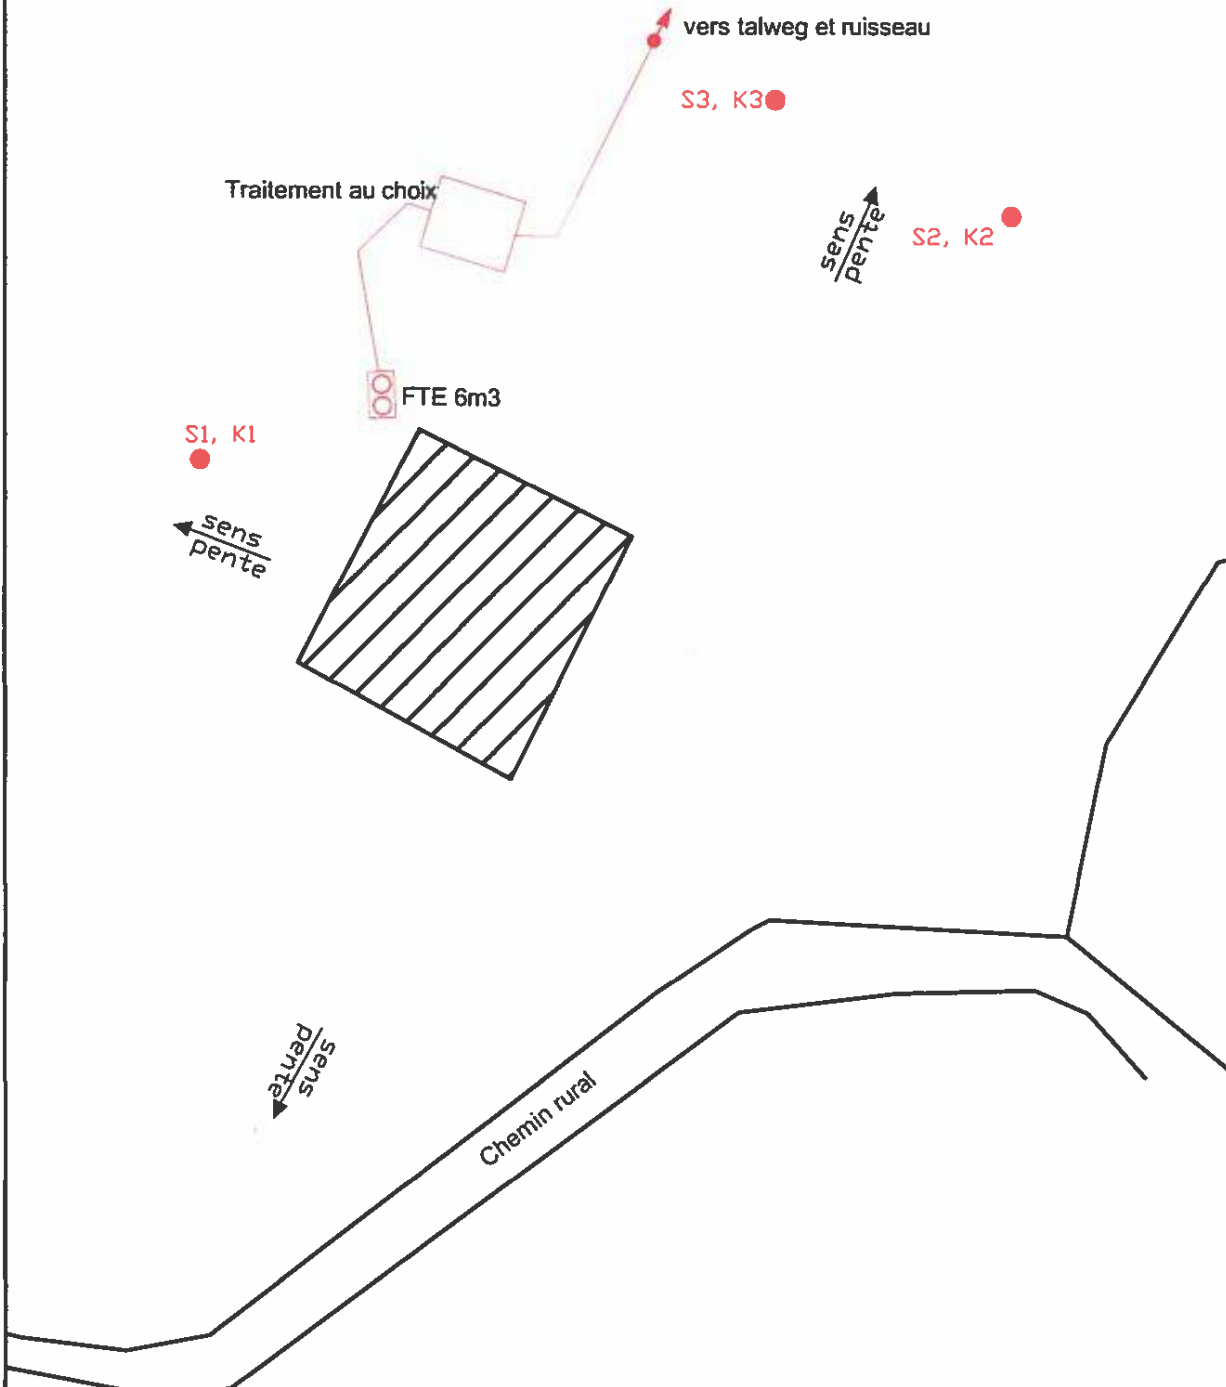 vers talweg et ruisseau
S3, K3
Traitement au choix
sens
pente
S2, K2
FTE 6m3
S1, K1
sens
pente
sens
pente
Chemin rural